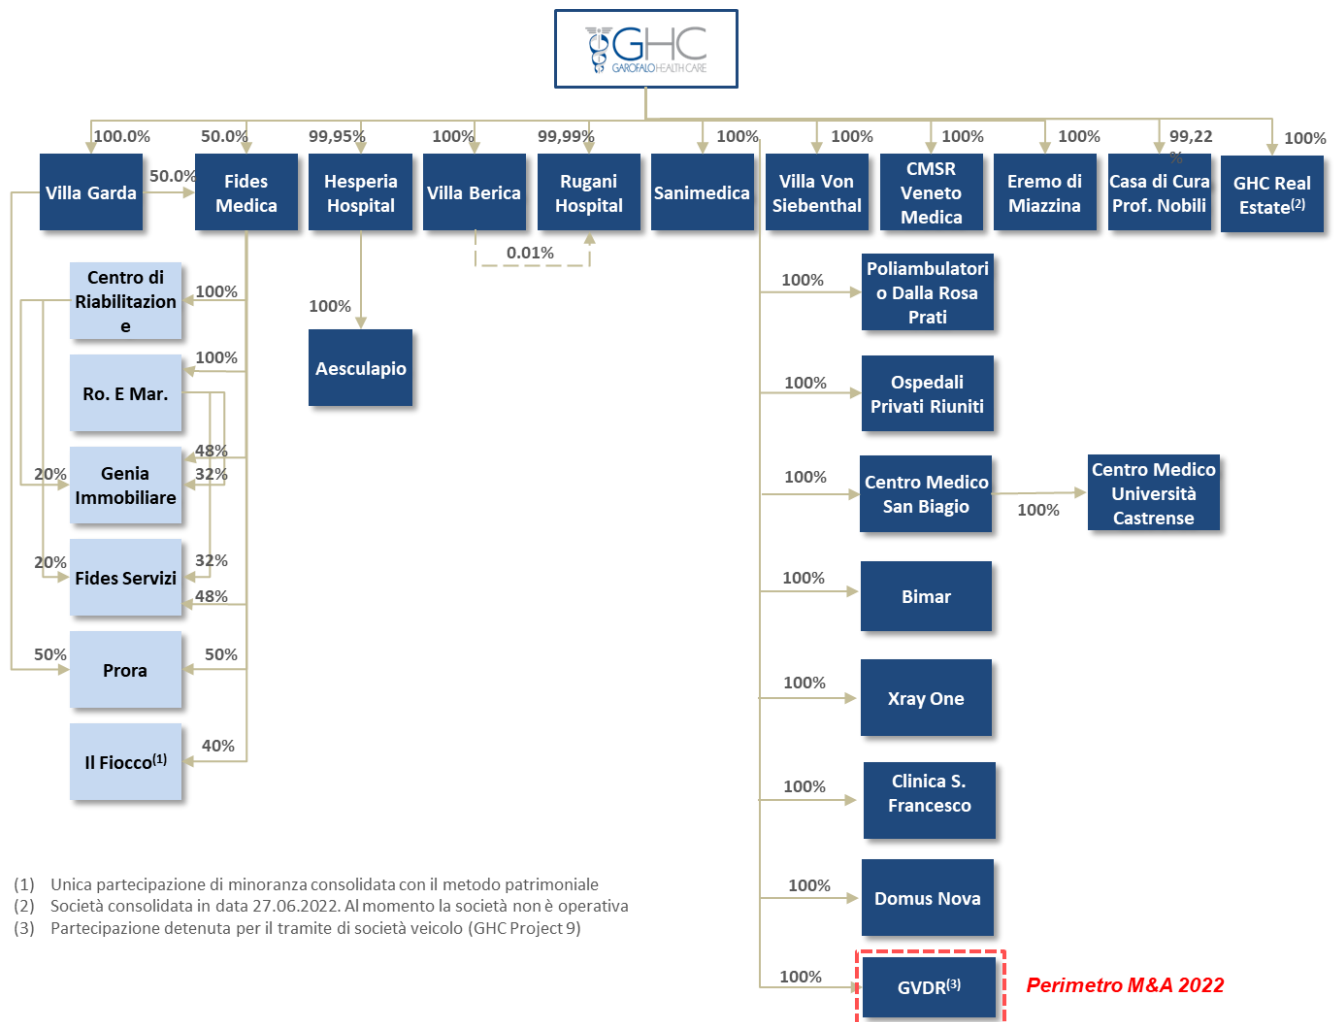 GHC
GAROFALO HEALTH CARE
100.0%
50.0%
99,95%
100%
99,99%
100%
100%
100%
100%
99,22
%
100%
Villa Garda
50.0%
Fides
Medica
Hesperia
Hospital
Villa Berica
Rugani
Hospital
Sanimedica
Villa Von
Siebenthal
CMSR
Veneto
Medica
Eremo di
Miazzina
Casa di Cura
Prof. Nobili
GHC Real
Estate(2)
0.01%
Centro di
Riabilitazion
e
100%
100%
Aesculapio
100%
Poliambulatori
o Dalla Rosa
Prati
Ro. E Mar.
100%
100%
Ospedali
Privati Riuniti
Genia
Immobiliare
20%
48%
32%
100%
Centro Medico
San Biagio
100%
Centro Medico
Università
Castrense
Fides Servizi
20%
32%
48%
100%
Bimar
Prora
50%
50%
100%
Xray One
Il Fiocco(1)
40%
100%
Clinica S.
Francesco
100%
Domus Nova
100%
GVDR(3)
Perimetro M&A 2022
(1) Unica partecipazione di minoranza consolidata con il metodo patrimoniale
(2) Società consolidata in data 27.06.2022. Al momento la società non è operativa
(3) Partecipazione detenuta per il tramite di società veicolo (GHC Project 9)